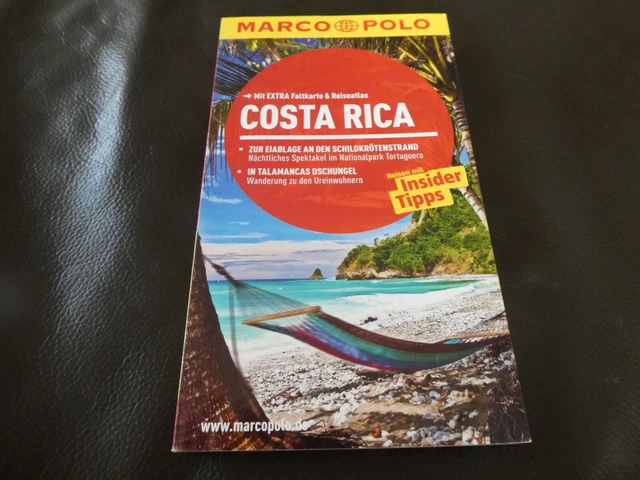 MARCO POLO
→ Mit EXTRA Faltkarte & Reiseatlas
COSTA RICA
• ZUR EIABLAGE AN DEN SCHILDKRÖTENSTRAND
Nächtliches Spektakel im Nationalpark Tortuguero
• IN TALAMANCAS DSCHUNGEL
Wanderung zu den Ureinwohnern
Reisen mit
Insider
Tipps
www.marcopolo.de